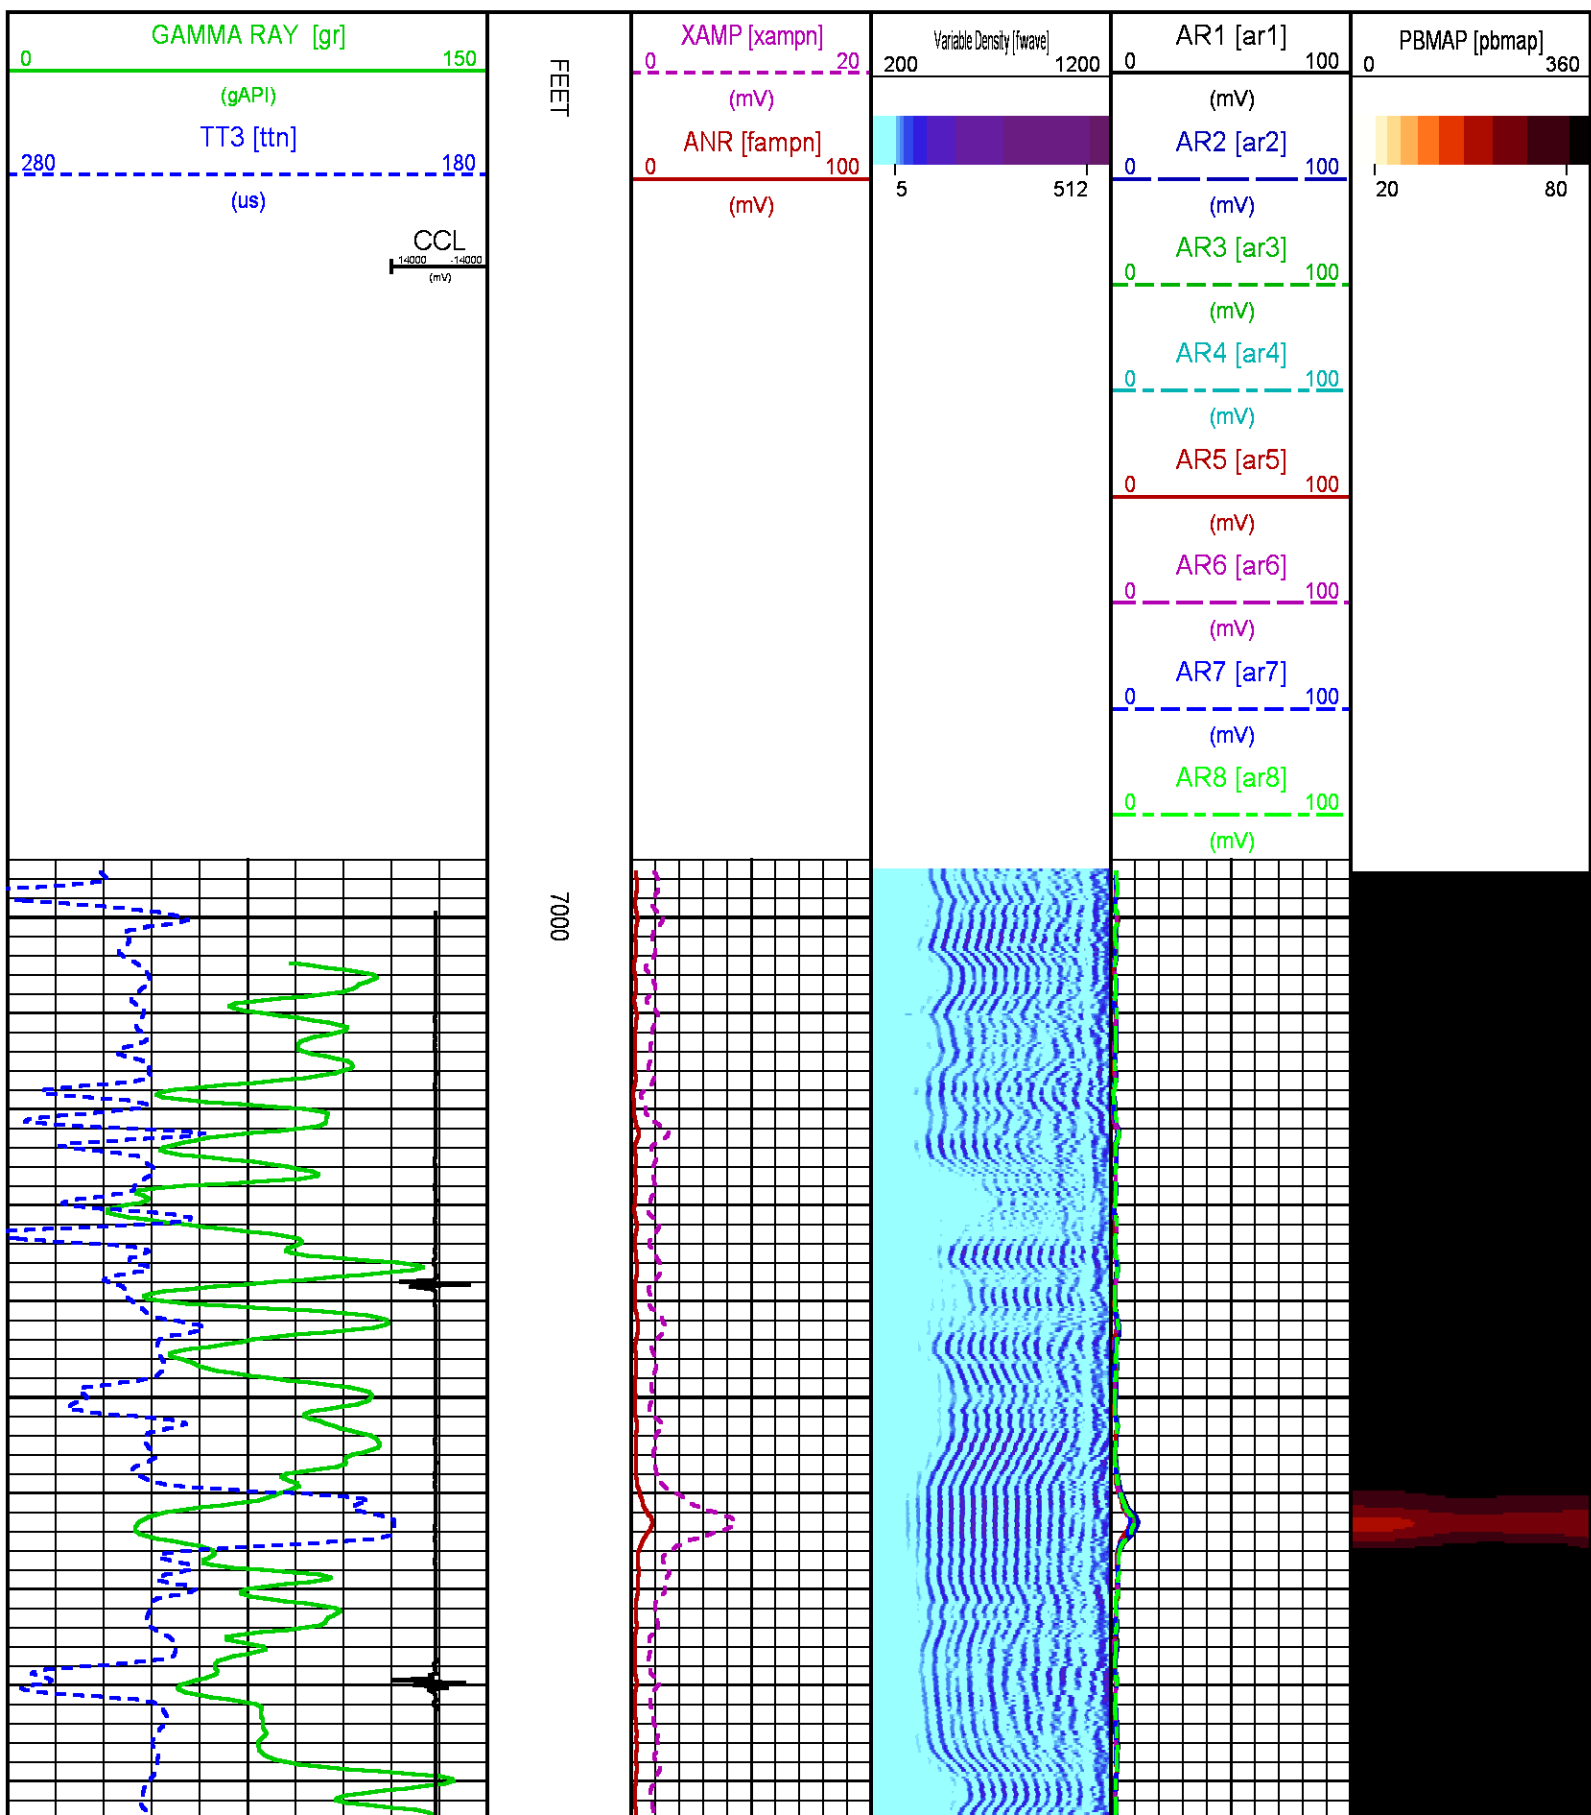 GAMMA RAY [gr]
0 150
(gAPI)
TT3 [ttn]
280 180
(us)
CCL
14000 -14000
(mV)
FEET
7000
XAMP [xampn]
0 20
(mV)
ANR [fampn]
0 100
(mV)
Variable Density [fwave]
200 1200
5 512
AR1 [ar1]
0 100
(mV)
AR2 [ar2]
0 100
(mV)
AR3 [ar3]
0 100
(mV)
AR4 [ar4]
0 100
(mV)
AR5 [ar5]
0 100
(mV)
AR6 [ar6]
0 100
(mV)
AR7 [ar7]
0 100
(mV)
AR8 [ar8]
0 100
(mV)
PBMAP [pbmap]
0 360
20 80